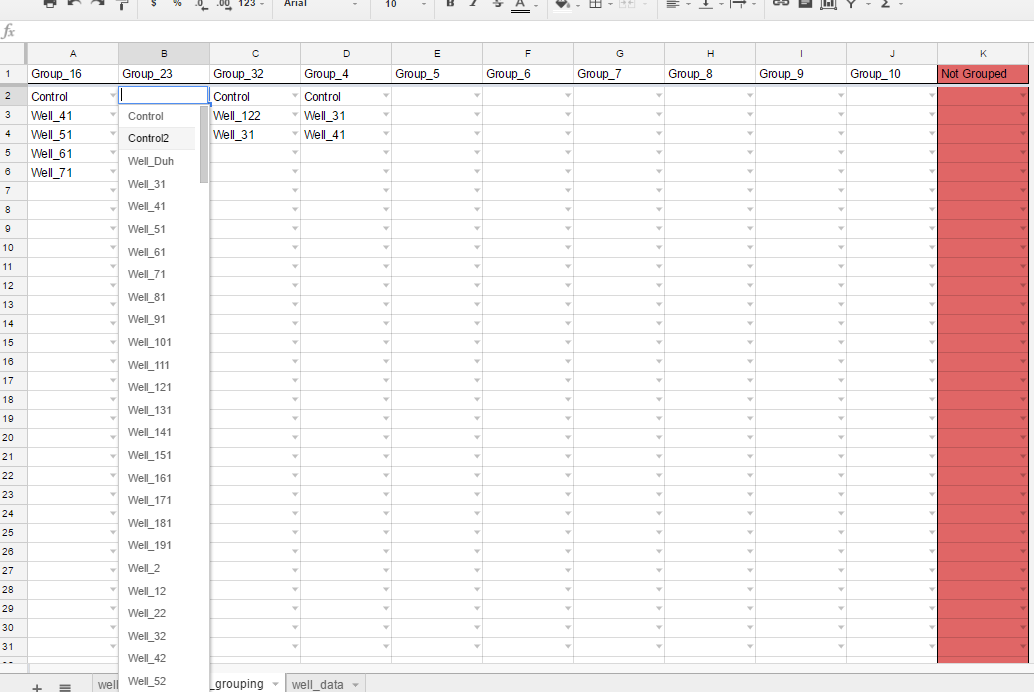 $ % .0 .00 123 Arial 10 B I S A Σ
fx
A B C D E F G H I J K
1 Group_16 Group_23 Group_32 Group_4 Group_5 Group_6 Group_7 Group_8 Group_9 Group_10 Not Grouped
2 Control Control Control
3 Well_41 Control Well_122 Well_31
4 Well_51 Control2 Well_31 Well_41
5 Well_61 Well_Duh
6 Well_71 Well_31
7 Well_41
8 Well_51
9 Well_61
10 Well_71
11 Well_81
12 Well_91
13 Well_101
14 Well_111
15 Well_121
16 Well_131
17 Well_141
18 Well_151
19 Well_161
20 Well_171
21 Well_181
22 Well_191
23 Well_2
24 Well_12
25 Well_22
26 Well_32
27 Well_42
28 Well_52
29
30
31
+ well _grouping well_data